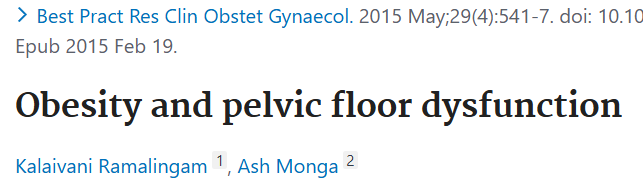 > Best Pract Res Clin Obstet Gynaecol. 2015 May;29(4):541-7. doi: 10.10
Epub 2015 Feb 19.
Obesity and pelvic floor dysfunction
Kalaivani Ramalingam 1, Ash Monga 2